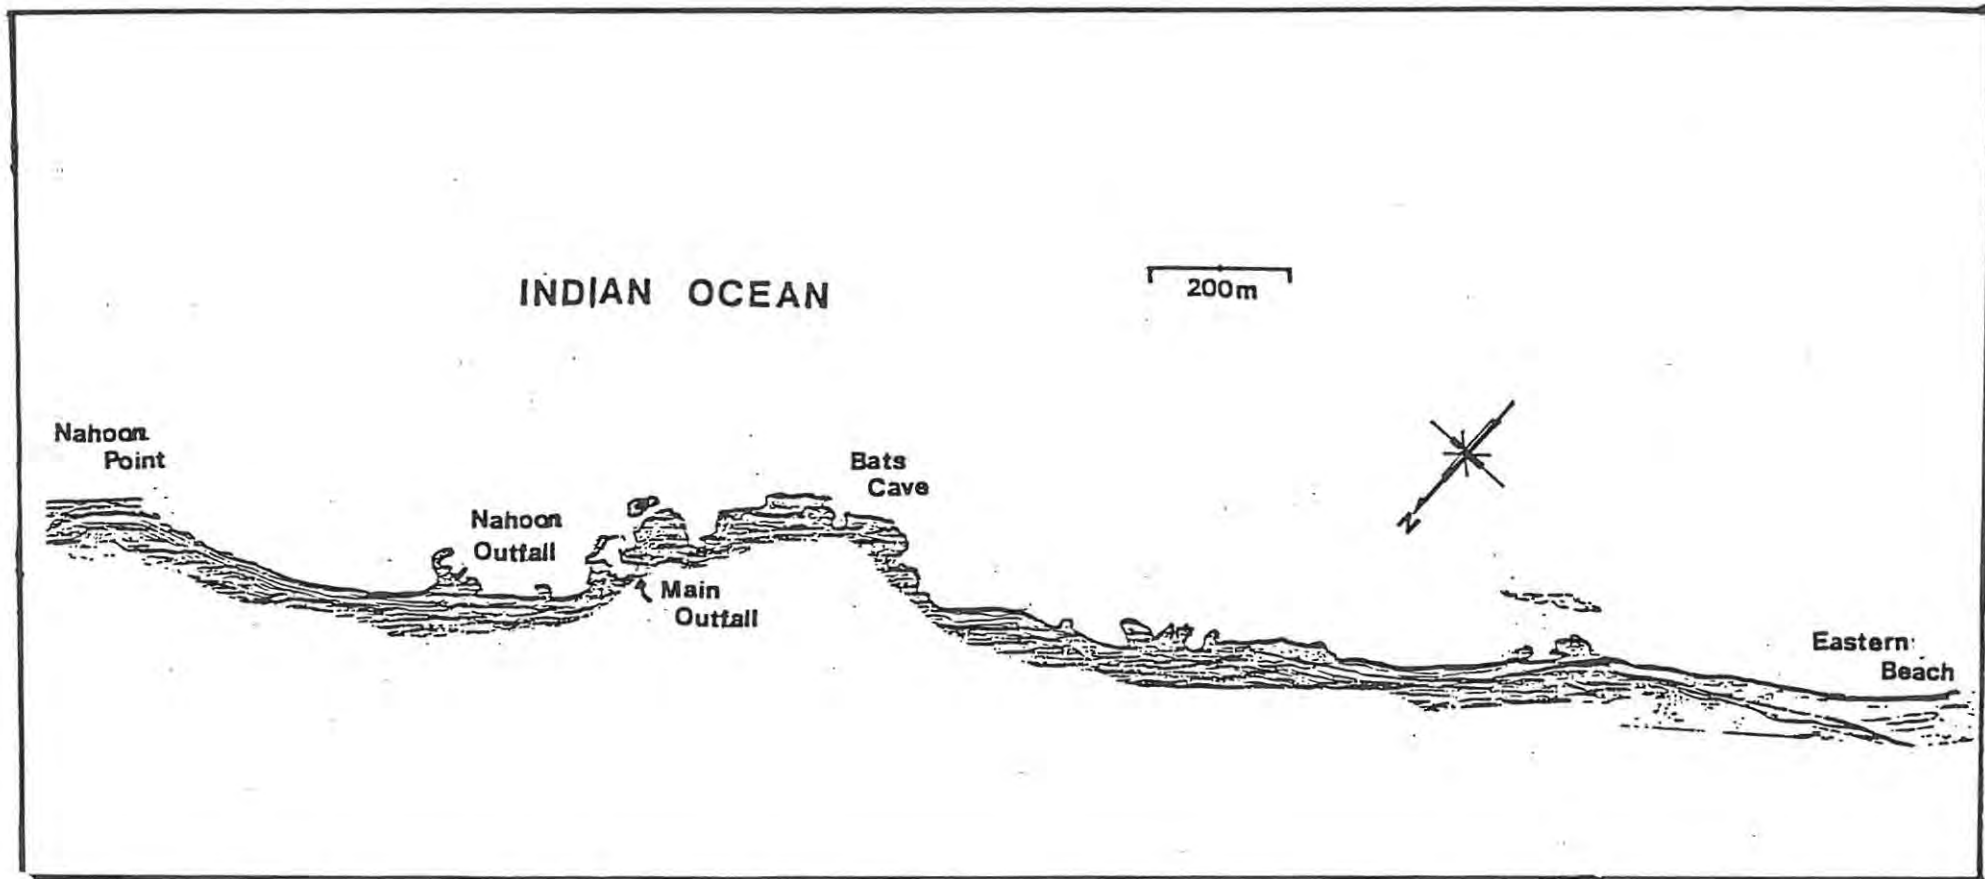 INDIAN OCEAN
200m
Nahoon
Point
Bats
Cave
Nahoon
Outfall
N
Main
Outfall
Eastern
Beach